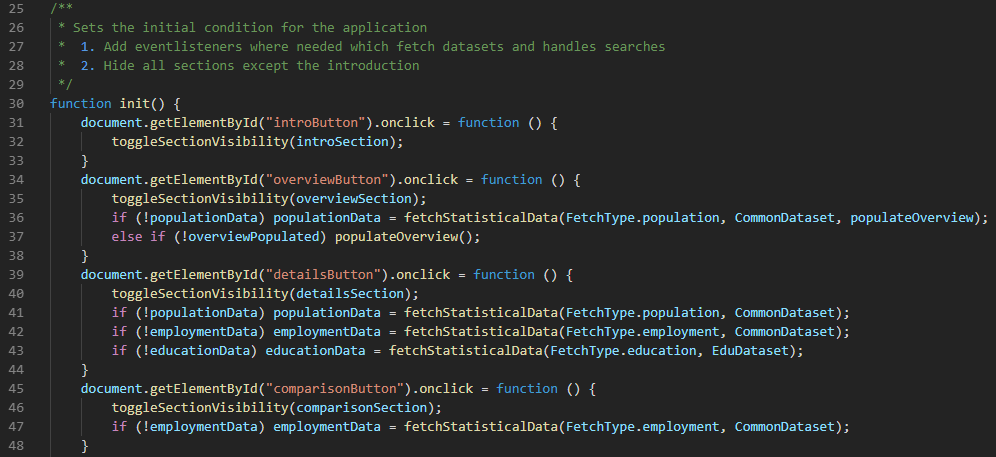 25 /**
26  * Sets the initial condition for the application
27  *  1. Add eventlisteners where needed which fetch datasets and handles searches
28  *  2. Hide all sections except the introduction
29  */
30 function init() {
31     document.getElementById("introButton").onclick = function () {
32         toggleSectionVisibility(introSection);
33     }
34     document.getElementById("overviewButton").onclick = function () {
35         toggleSectionVisibility(overviewSection);
36         if (!populationData) populationData = fetchStatisticalData(FetchType.population, CommonDataset, populateOverview);
37         else if (!overviewPopulated) populateOverview();
38     }
39     document.getElementById("detailsButton").onclick = function () {
40         toggleSectionVisibility(detailsSection);
41         if (!populationData) populationData = fetchStatisticalData(FetchType.population, CommonDataset);
42         if (!employmentData) employmentData = fetchStatisticalData(FetchType.employment, CommonDataset);
43         if (!educationData) educationData = fetchStatisticalData(FetchType.education, EduDataset);
44     }
45     document.getElementById("comparisonButton").onclick = function () {
46         toggleSectionVisibility(comparisonSection);
47         if (!employmentData) employmentData = fetchStatisticalData(FetchType.employment, CommonDataset);
48     }